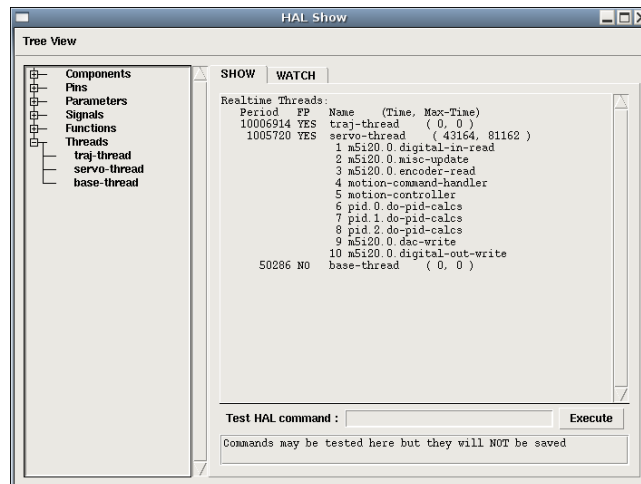 HAL Show
Tree View
Components
Pins
Parameters
Signals
Functions
Threads
traj-thread
servo-thread
base-thread
SHOW WATCH
Realtime Threads:
Period FP Name (Time, Max-Time)
10006914 YES traj-thread ( 0, 0 )
1005720 YES servo-thread ( 43164, 81162 )
1 m5i20.0.digital-in-read
2 m5i20.0.misc-update
3 m5i20.0.encoder-read
4 motion-command-handler
5 motion-controller
6 pid.0.do-pid-calcs
7 pid.1.do-pid-calcs
8 pid.2.do-pid-calcs
9 m5i20.0.dac-write
10 m5i20.0.digital-out-write
50286 NO base-thread ( 0, 0 )
Test HAL command : Execute
Commands may be tested here but they will NOT be saved